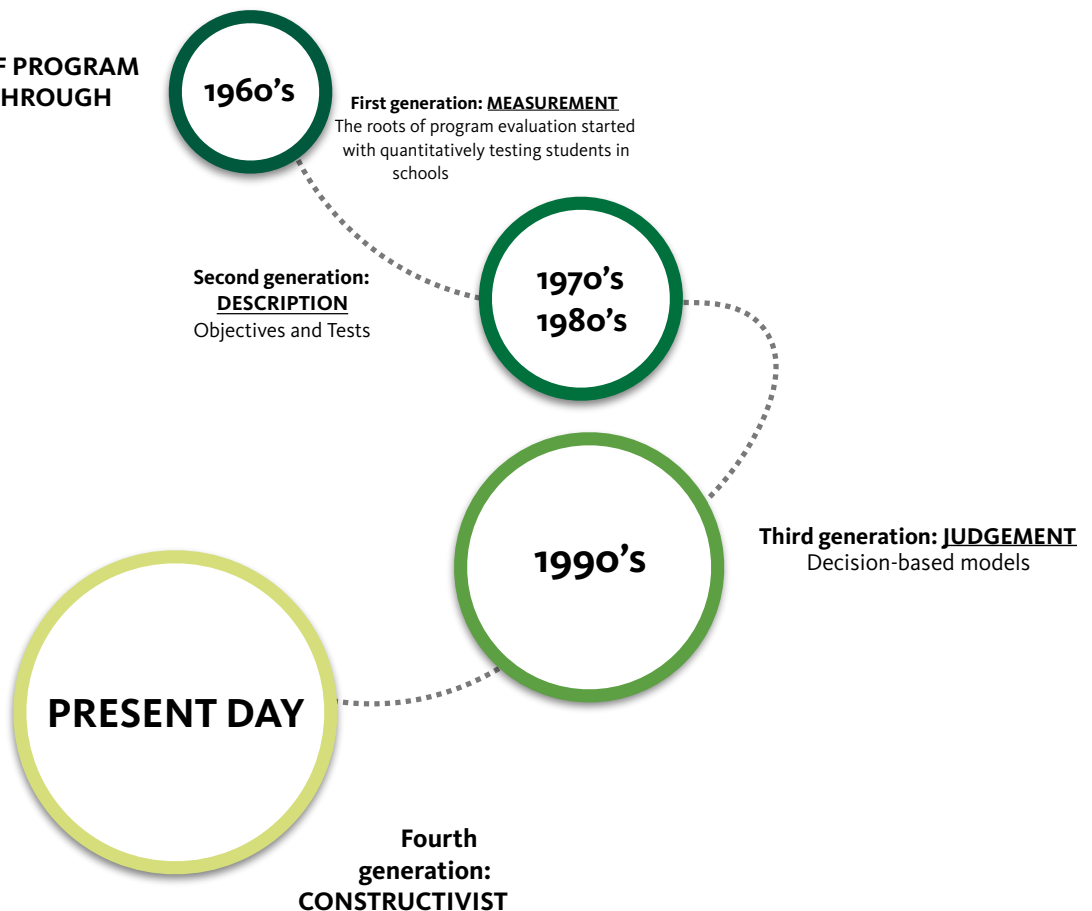 F PROGRAM
HROUGH
1960's
First generation: MEASUREMENT
The roots of program evaluation started
with quantitatively testing students in
schools
Second generation:
DESCRIPTION
Objectives and Tests
1970's
1980's
1990's
Third generation: JUDGEMENT
Decision-based models
PRESENT DAY
Fourth
generation:
CONSTRUCTIVIST